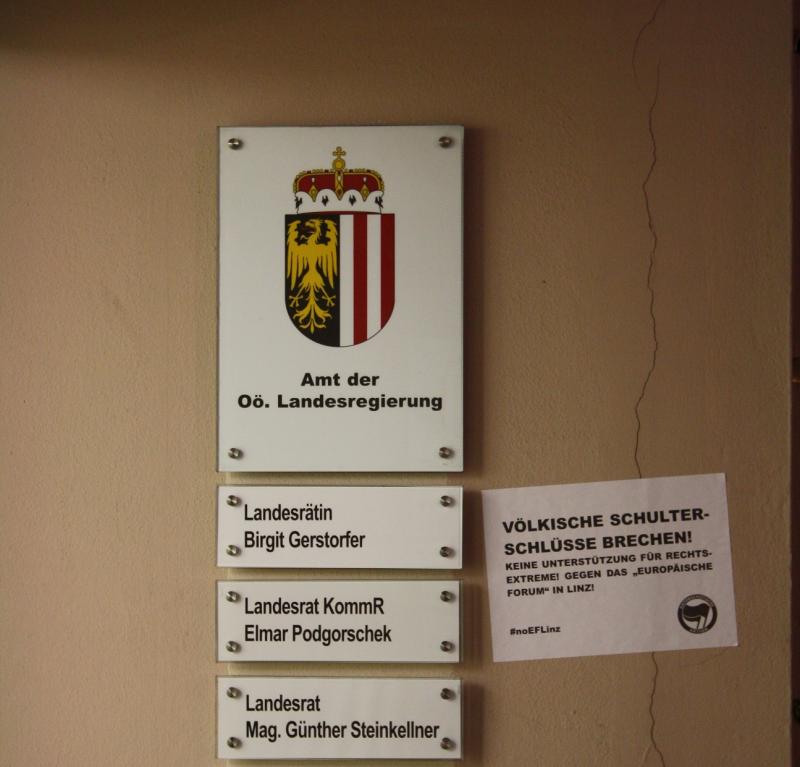 Amt der
Oö. Landesregierung
Landesrätin
Birgit Gerstorfer
Landesrat KommR
Elmar Podgorschek
Landesrat
Mag. Günther Steinkellner
VÖLKISCHE SCHULTER-
SCHLÜSSE BRECHEN!
KEINE UNTERSTÜTZUNG FÜR RECHTS-
EXTREME! GEGEN DAS „EUROPÄISCHE
FORUM“ IN LINZ!
#noEFLinz